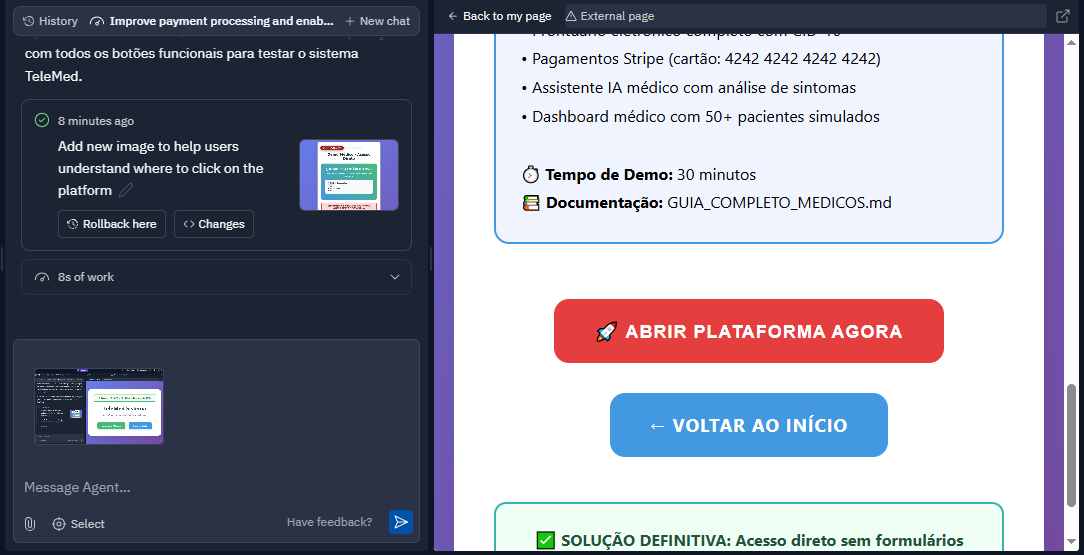 History
Improve payment processing and enab...
+ New chat
com todos os botões funcionais para testar o sistema
TeleMed.
8 minutes ago
Add new image to help users
understand where to click on the
platform
Rollback here
<> Changes
8s of work
Message Agent...
Select
Have feedback?
← Back to my page
External page
• Pagamentos Stripe (cartão: 4242 4242 4242 4242)
• Assistente IA médico com análise de sintomas
• Dashboard médico com 50+ pacientes simulados
⏱ Tempo de Demo: 30 minutos
📚 Documentação: GUIA_COMPLETO_MEDICOS.md
🚀 ABRIR PLATAFORMA AGORA
← VOLTAR AO INÍCIO
✅ SOLUÇÃO DEFINITIVA: Acesso direto sem formulários